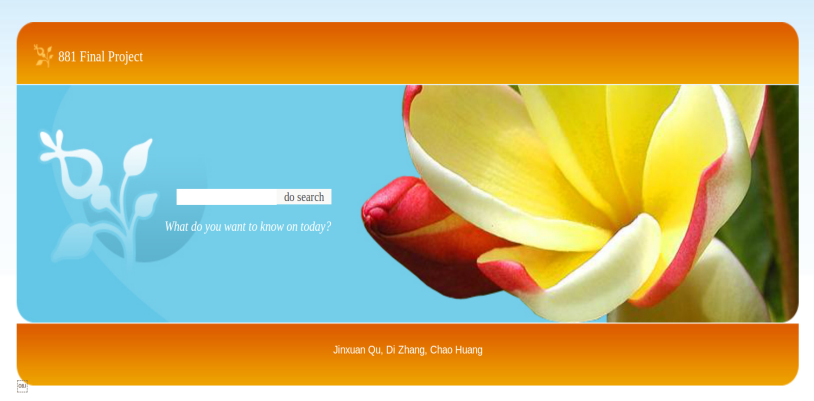 881 Final Project
do search
What do you want to know on today?
Jinxuan Qu, Di Zhang, Chao Huang